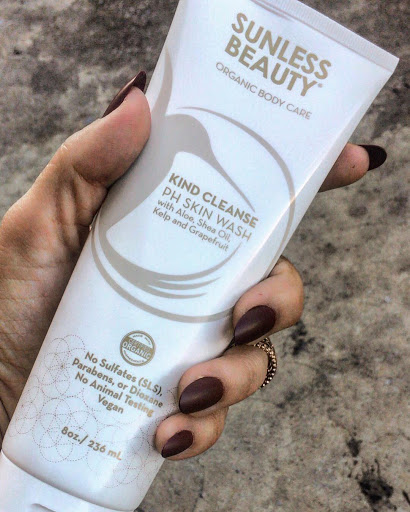 SUNLESS
BEAUTY®
ORGANIC BODY CARE
KIND CLEANSE
PH SKIN WASH
with Aloe, Shea Oil,
Kelp and Grapefruit
ORGANIC
No Sulfates (SLS),
Parabens, or Dioxane
No Animal Testing
Vegan
8oz./ 236 mL